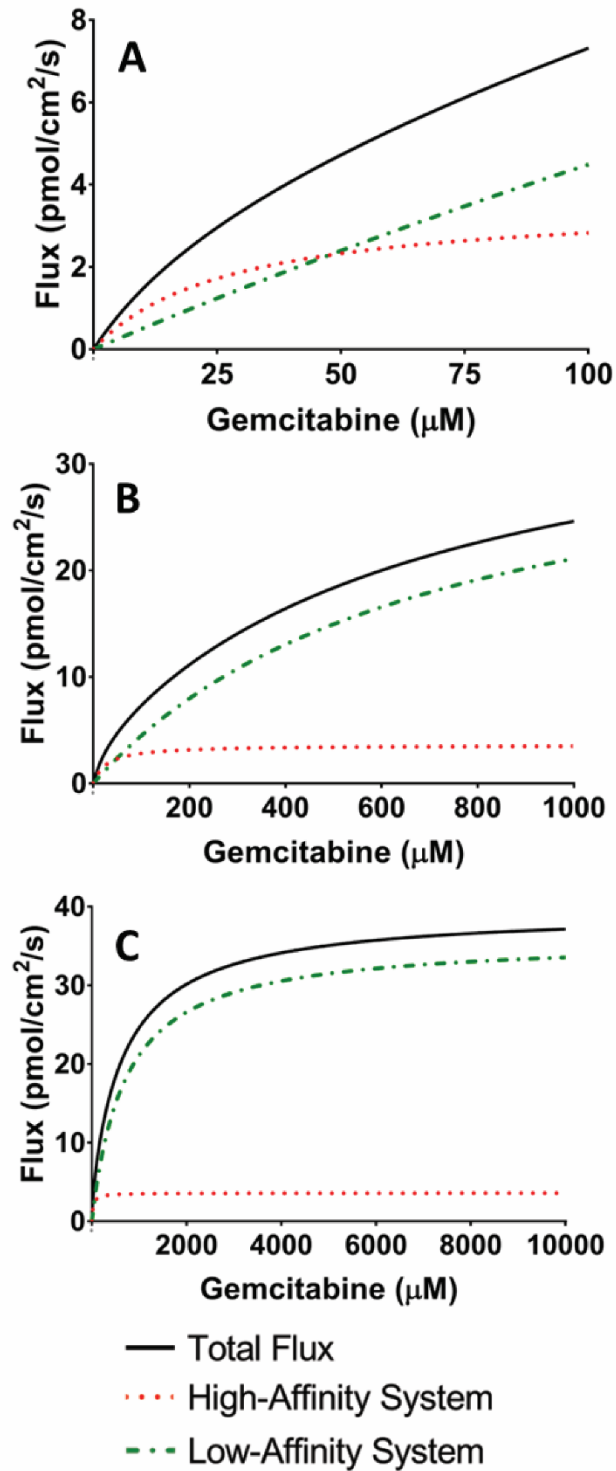 A
8
6
4
2
0
Flux (pmol/cm²/s)
25 50 75 100
Gemcitabine (μM)
B
30
20
10
0
Flux (pmol/cm²/s)
200 400 600 800 1000
Gemcitabine (μM)
C
40
30
20
10
0
Flux (pmol/cm²/s)
2000 4000 6000 8000 10000
Gemcitabine (μM)
Total Flux
High-Affinity System
Low-Affinity System